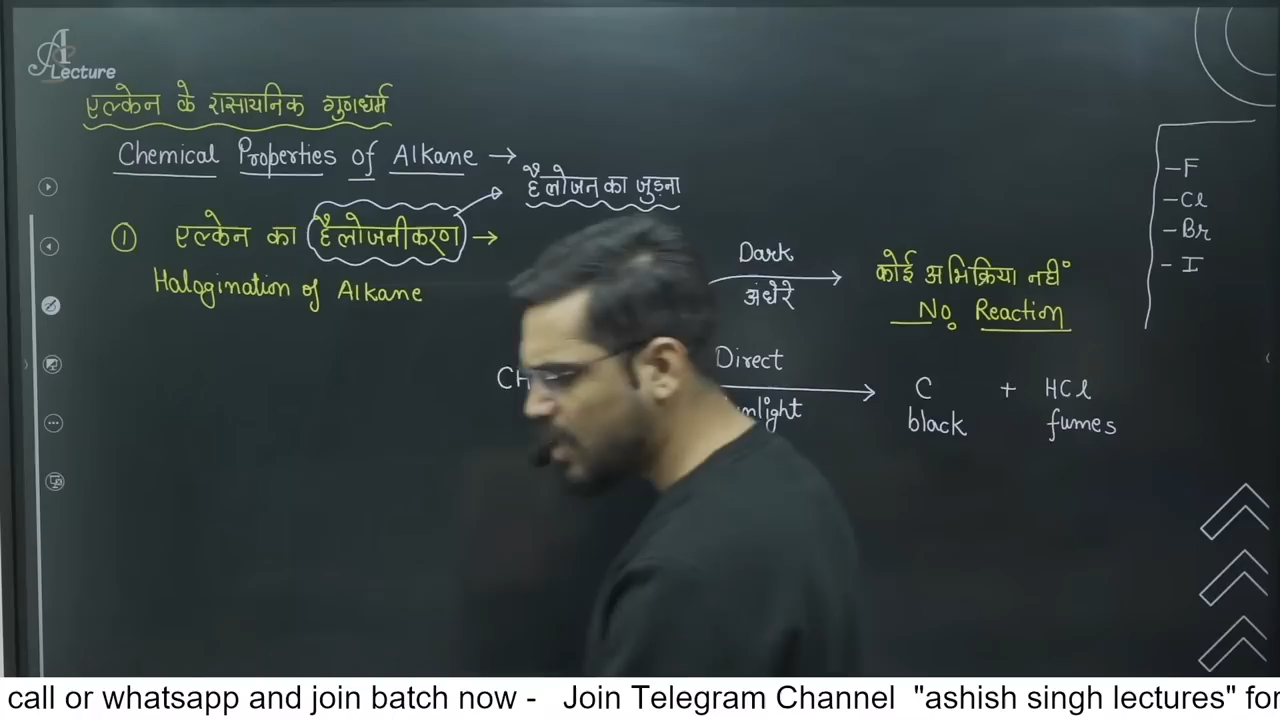 A Lecture
एल्केन के रासायनिक गुणधर्म
Chemical Properties of Alkane →
हैलोजन का जुड़ना
① एल्केन का हैलोजनीकरण →
Halogination of Alkane
Dark
अंधेरे
कोई अभिक्रिया नहीं
No Reaction
– F
– Cl
– Br
– I
CH
Direct
C + HCl
black fumes
call or whatsapp and join batch now - Join Telegram Channel "ashish singh lectures" for